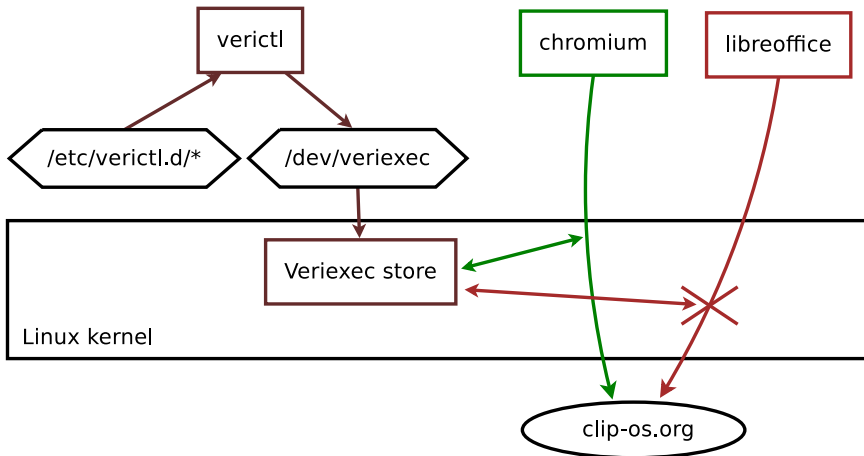 verictl
chromium
libreoffice
/etc/verictl.d/*
/dev/veriexec
Veriexec store
Linux kernel
clip-os.org